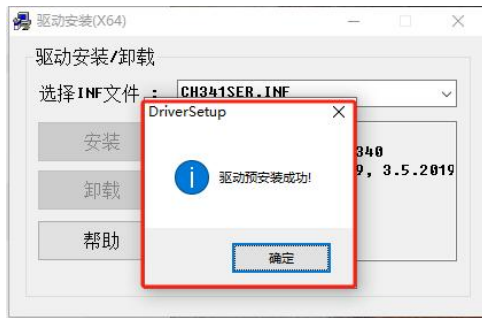 驱动安装(X64)
驱动安装/卸载
选择INF文件 :
CH341SER.INF
DriverSetup
安装
340
9, 3.5.2019
驱动预安装成功!
卸载
帮助
确定